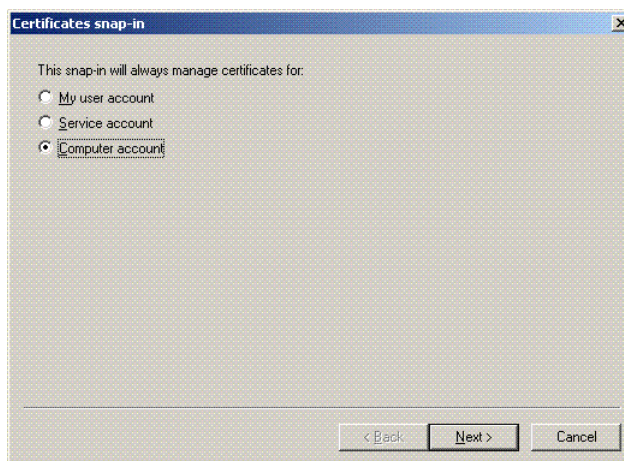 Certificates snap-in
This snap-in will always manage certificates for:
My user account
Service account
Computer account
< Back Next > Cancel